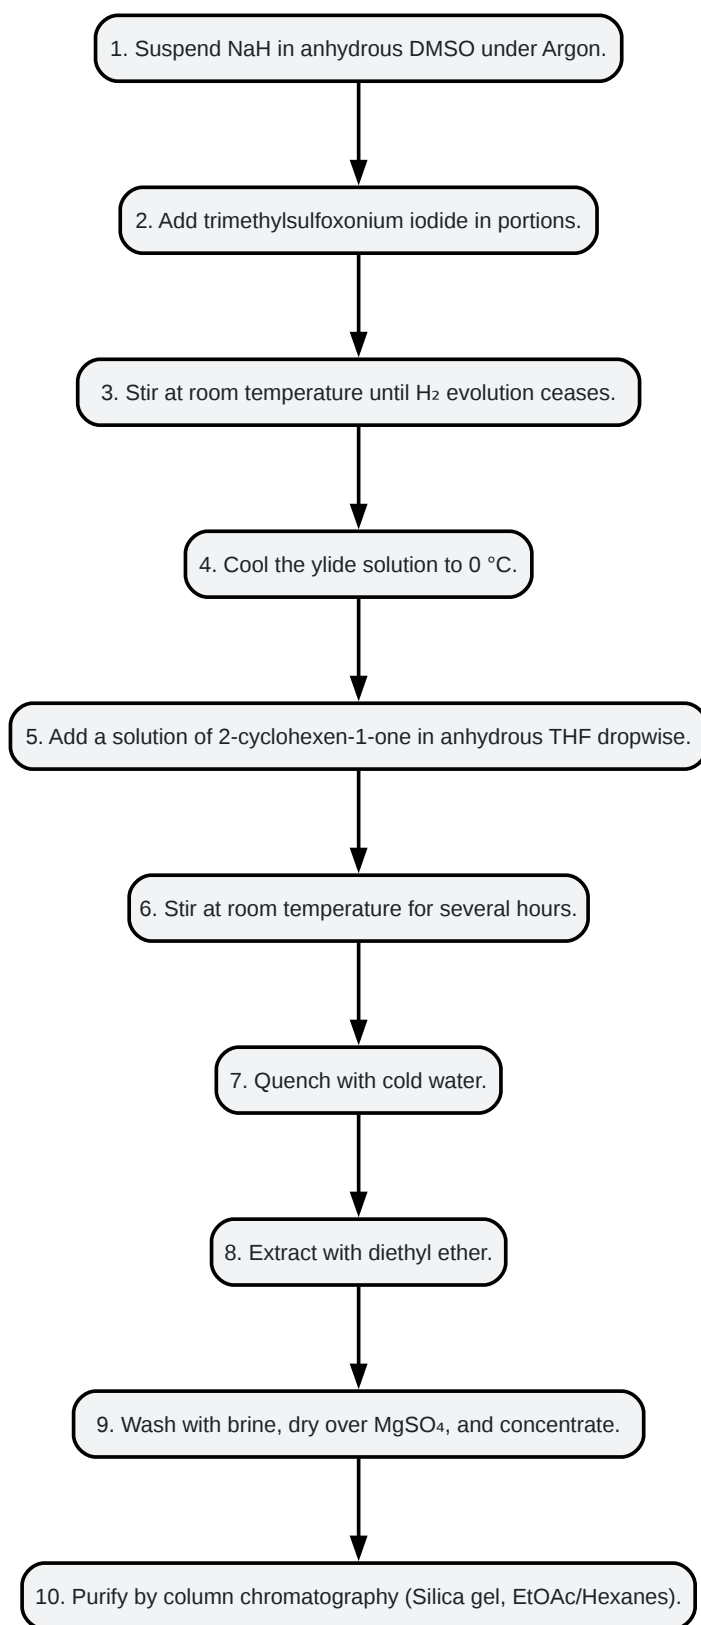 1. Suspend NaH in anhydrous DMSO under Argon.
2. Add trimethylsulfoxonium iodide in portions.
3. Stir at room temperature until H₂ evolution ceases.
4. Cool the ylide solution to 0 °C.
5. Add a solution of 2-cyclohexen-1-one in anhydrous THF dropwise.
6. Stir at room temperature for several hours.
7. Quench with cold water.
8. Extract with diethyl ether.
9. Wash with brine, dry over MgSO₄, and concentrate.
10. Purify by column chromatography (Silica gel, EtOAc/Hexanes).